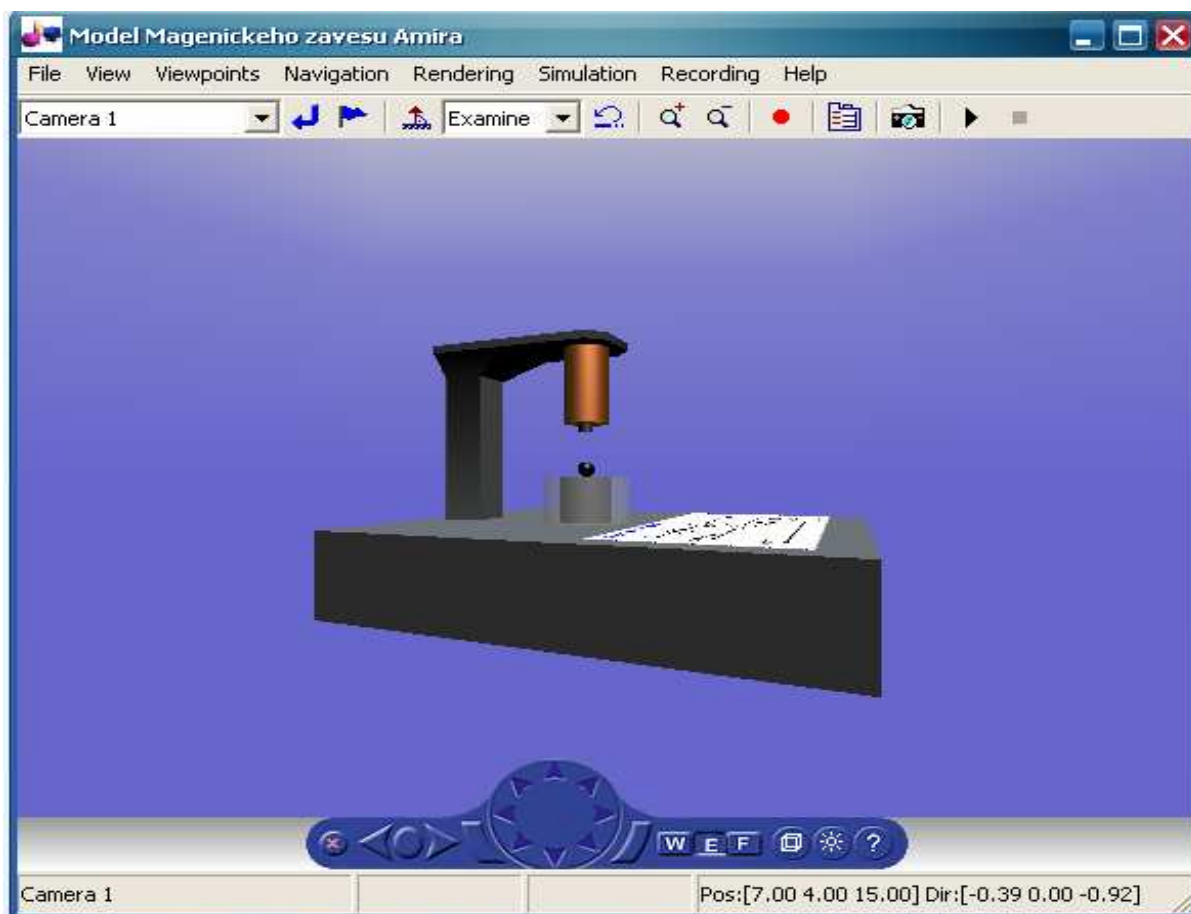 Model Magenickeho zavesu Amira
File View Viewpoints Navigation Rendering Simulation Recording Help
Camera 1 Examine
W E F ?
Camera 1 Pos:[7.00 4.00 15.00] Dir:[-0.39 0.00 -0.92]